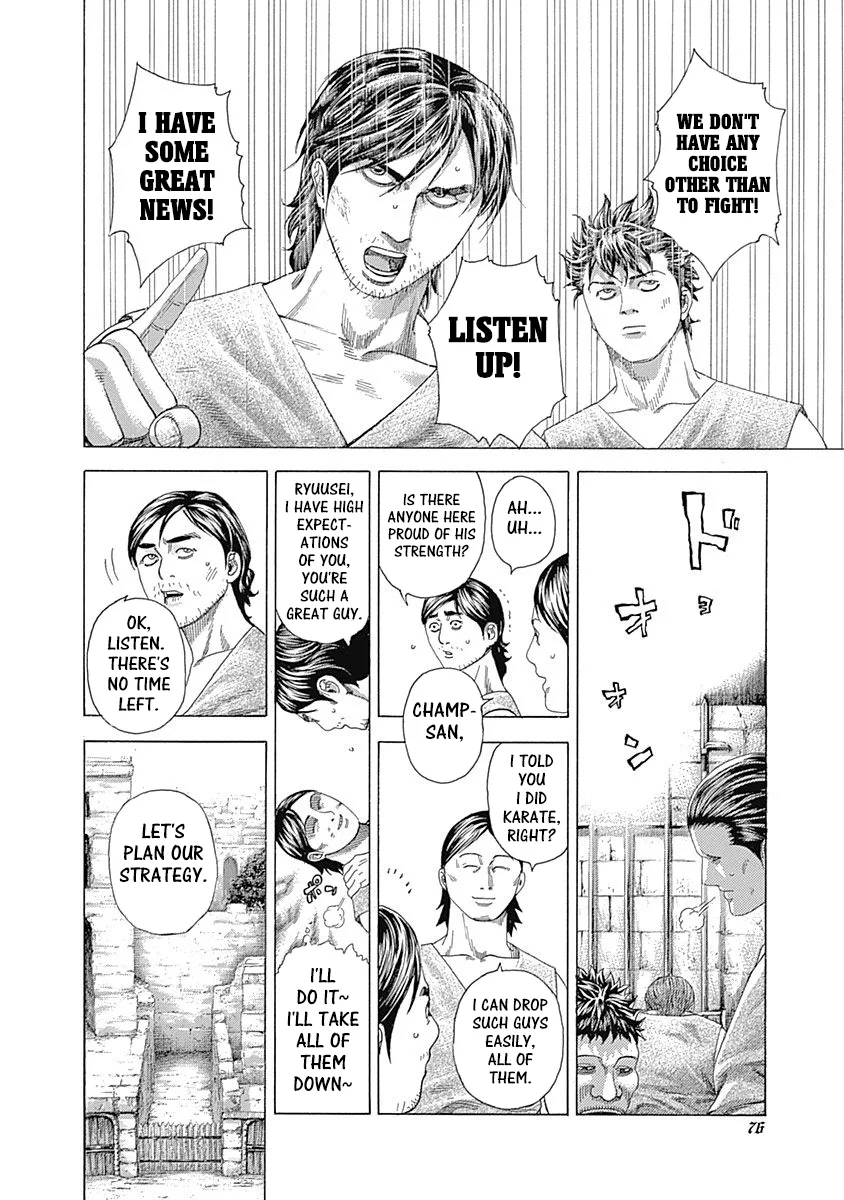 WE DON'T
HAVE ANY
CHOICE
OTHER THAN
TO FIGHT!
LISTEN
UP!
I HAVE
SOME
GREAT
NEWS!
ド
ヨ
オ
オ
ン
AH...
UH...
IS THERE
ANYONE HERE
PROUD OF HIS
STRENGTH?
CHAMP-
SAN,
I TOLD
YOU
I DID
KARATE,
RIGHT?
I CAN DROP
SUCH GUYS
EASILY,
ALL OF
THEM.
RYUUSEI,
I HAVE HIGH
EXPECT-
ATIONS
OF YOU,
YOU'RE
SUCH A
GREAT GUY.
I'LL
DO IT~
I'LL TAKE
ALL OF
THEM
DOWN~
OK,
LISTEN.
THERE'S
NO TIME
LEFT.
LET'S
PLAN OUR
STRATEGY.
76